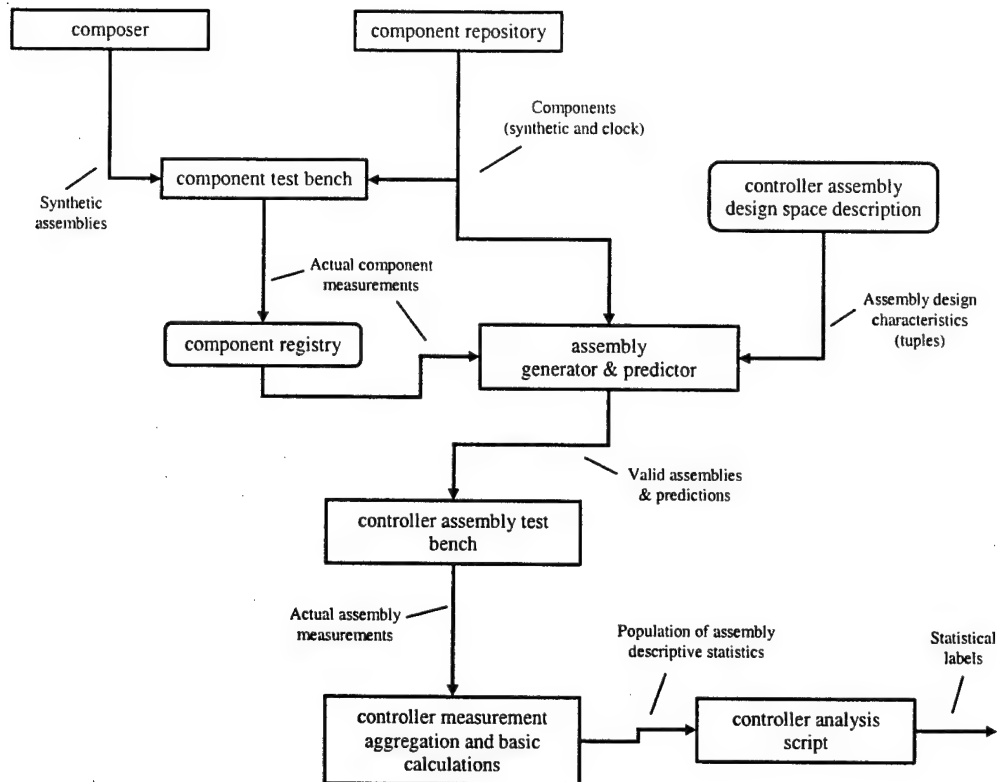 composer
component repository
Components
(synthetic and clock)
component test bench
controller assembly
design space description
Synthetic
assemblies
Actual component
measurements
Assembly design
characteristics
(tuples)
component registry
assembly
generator & predictor
Valid assemblies
& predictions
controller assembly test
bench
Actual assembly
measurements
Population of assembly
descriptive statistics
Statistical
labels
controller measurement
aggregation and basic
calculations
controller analysis
script